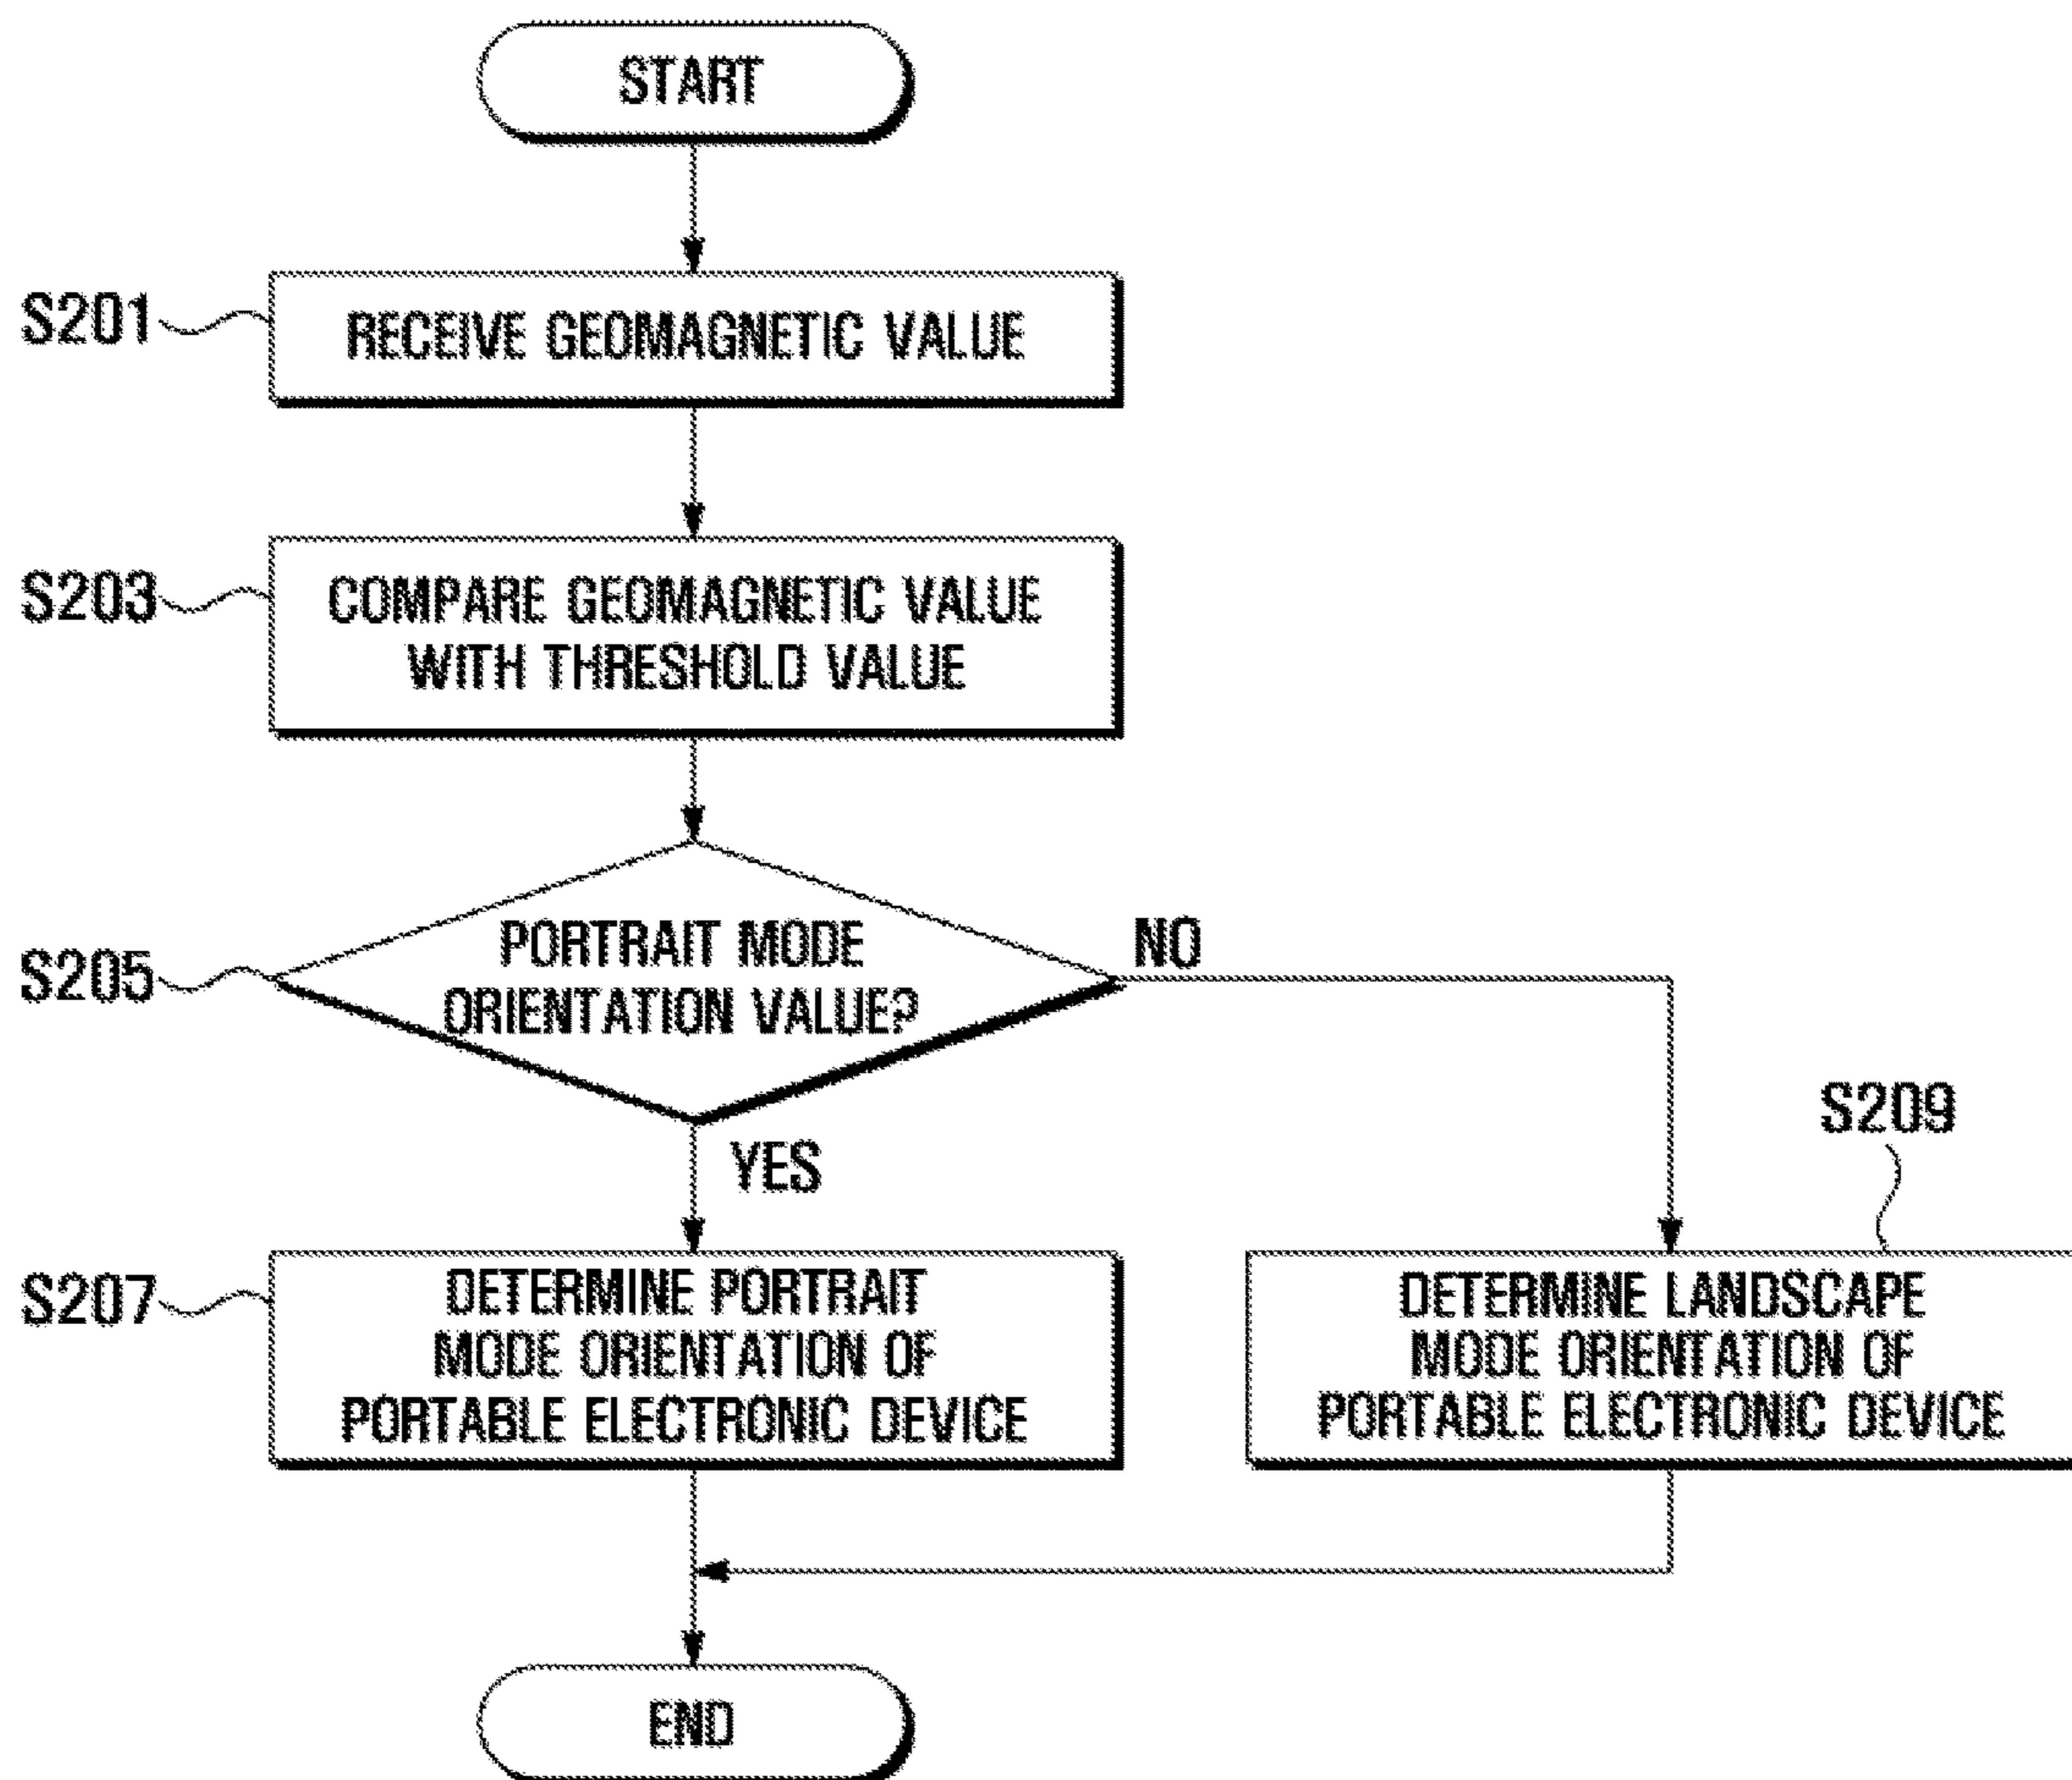 START
S201
RECEIVE GEOMAGNETIC VALUE
S203
COMPARE GEOMAGNETIC VALUE
WITH THRESHOLD VALUE
S205
PORTRAIT MODE
ORIENTATION VALUE?
NO
YES
S207
DETERMINE PORTRAIT
MODE ORIENTATION OF
PORTABLE ELECTRONIC DEVICE
S209
DETERMINE LANDSCAPE
MODE ORIENTATION OF
PORTABLE ELECTRONIC DEVICE
END